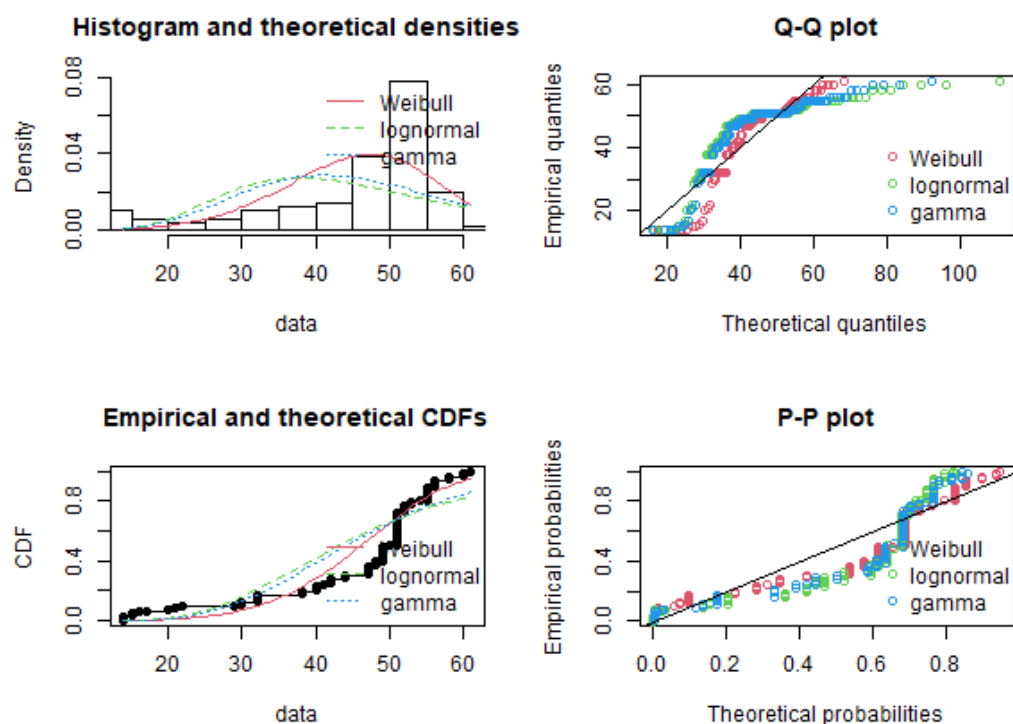 Histogram and theoretical densities
Density
0.00
0.04
0.08
Weibull
lognormal
gamma
20 30 40 50 60
data
Q-Q plot
Empirical quantiles
20
40
60
Weibull
lognormal
gamma
20 40 60 80 100
Theoretical quantiles
Empirical and theoretical CDFs
CDF
0.0
0.4
0.8
Weibull
lognormal
gamma
20 30 40 50 60
data
P-P plot
Empirical probabilities
0.0
0.4
0.8
Weibull
lognormal
gamma
0.0 0.2 0.4 0.6 0.8
Theoretical probabilities